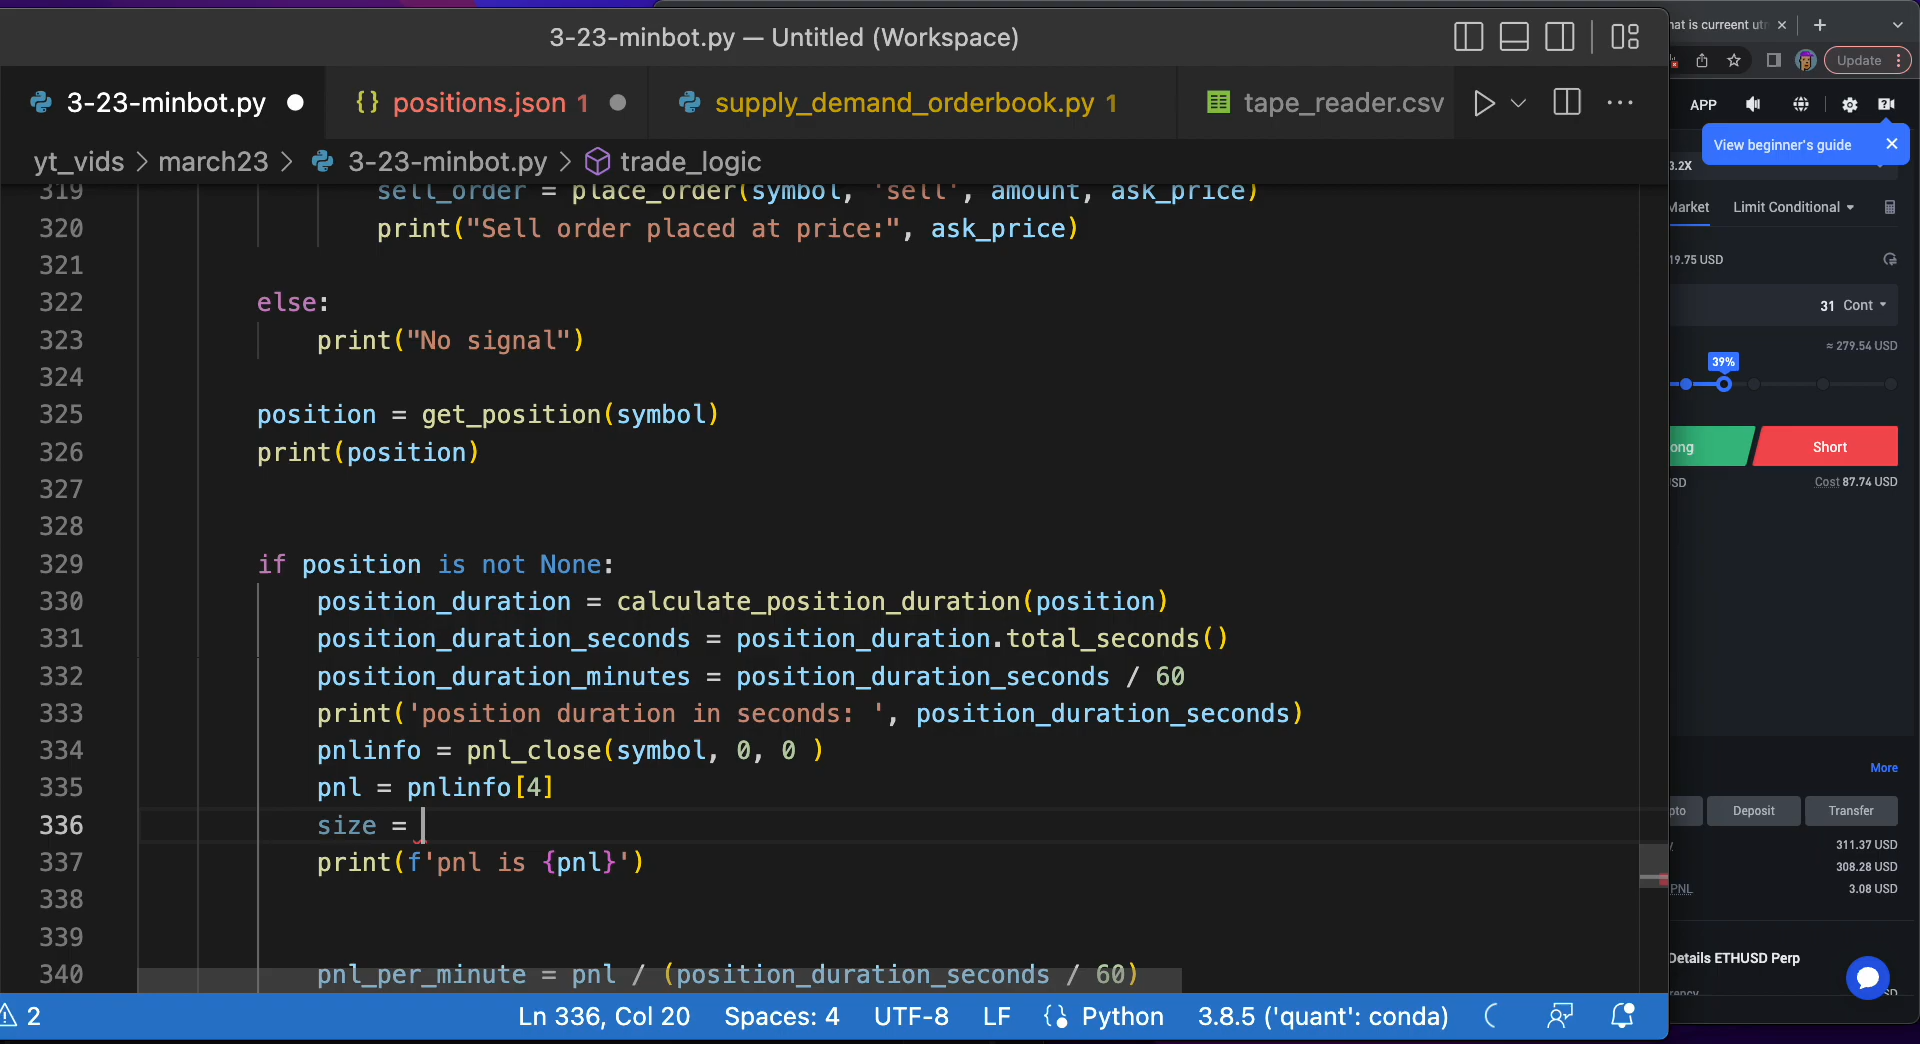 3-23-minbot.py — Untitled (Workspace)
3-23-minbot.py
{} positions.json 1
supply_demand_orderbook.py 1
tape_reader.csv
yt_vids > march23 > 3-23-minbot.py > trade_logic
319 sell_order = place_order(symbol, 'sell', amount, ask_price)
320 print("Sell order placed at price:", ask_price)
321
322 else:
323 print("No signal")
324
325 position = get_position(symbol)
326 print(position)
327
328
329 if position is not None:
330 position_duration = calculate_position_duration(position)
331 position_duration_seconds = position_duration.total_seconds()
332 position_duration_minutes = position_duration_seconds / 60
333 print('position duration in seconds: ', position_duration_seconds)
334 pnlinfo = pnl_close(symbol, 0, 0 )
335 pnl = pnlinfo[4]
336 size =
337 print(f'pnl is {pnl}')
338
339
340 pnl_per_minute = pnl / (position_duration_seconds / 60)
2
Ln 336, Col 20
Spaces: 4
UTF-8
LF
Python
3.8.5 ('quant': conda)
hat is curreent
Update
APP
View beginner's guide
3.2X
Market
Limit Conditional
19.75 USD
31 Cont
≈ 279.54 USD
39%
ong
Short
SD
Cost 87.74 USD
More
pto
Deposit
Transfer
311.37 USD
308.28 USD
PNL
3.08 USD
Details ETHUSD Perp